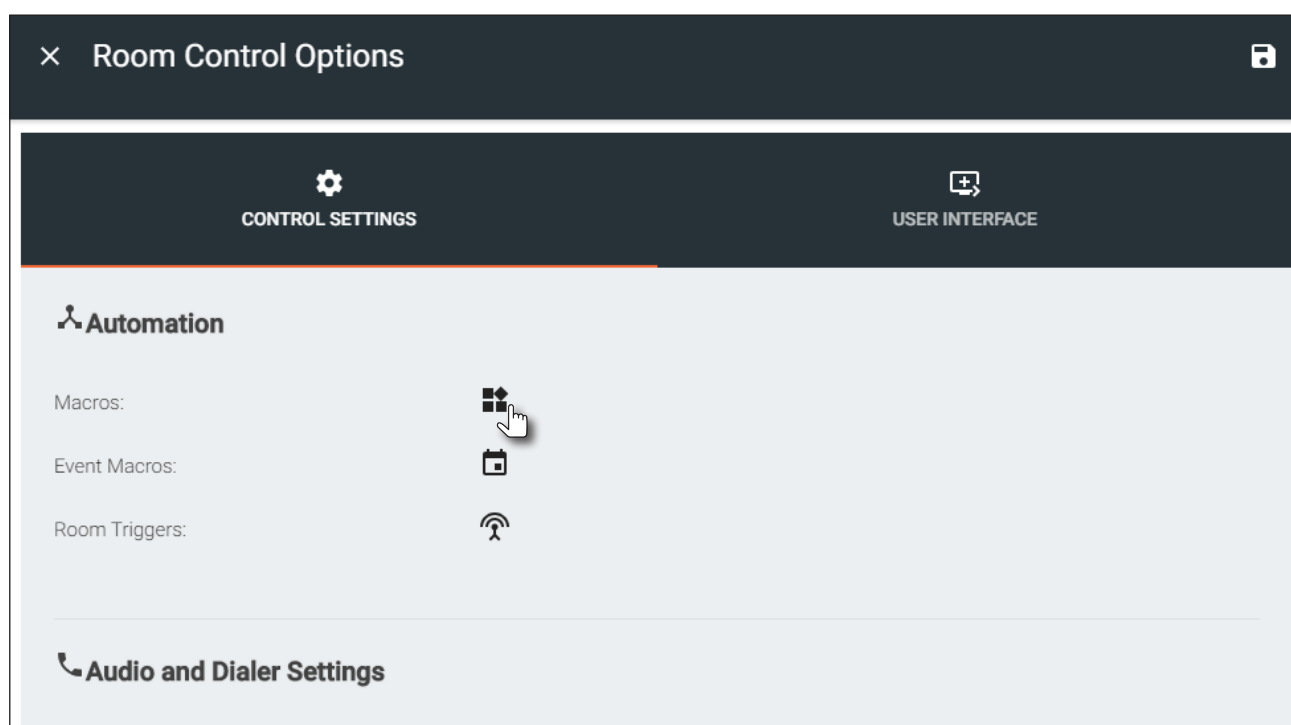 Room Control Options
CONTROL SETTINGS
USER INTERFACE
Automation
Macros:
Event Macros:
Room Triggers:
Audio and Dialer Settings